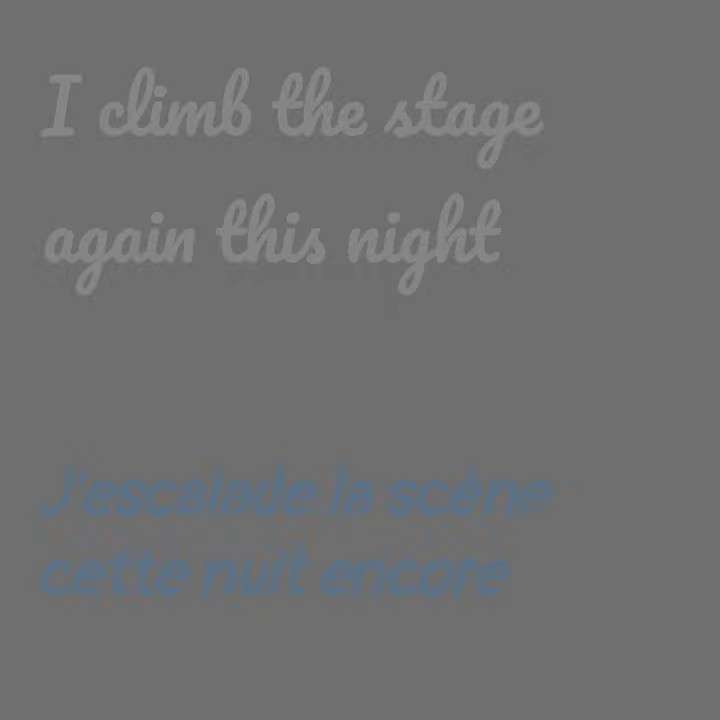 I climb the stage
again this night
J'escalade la scène
cette nuit encore